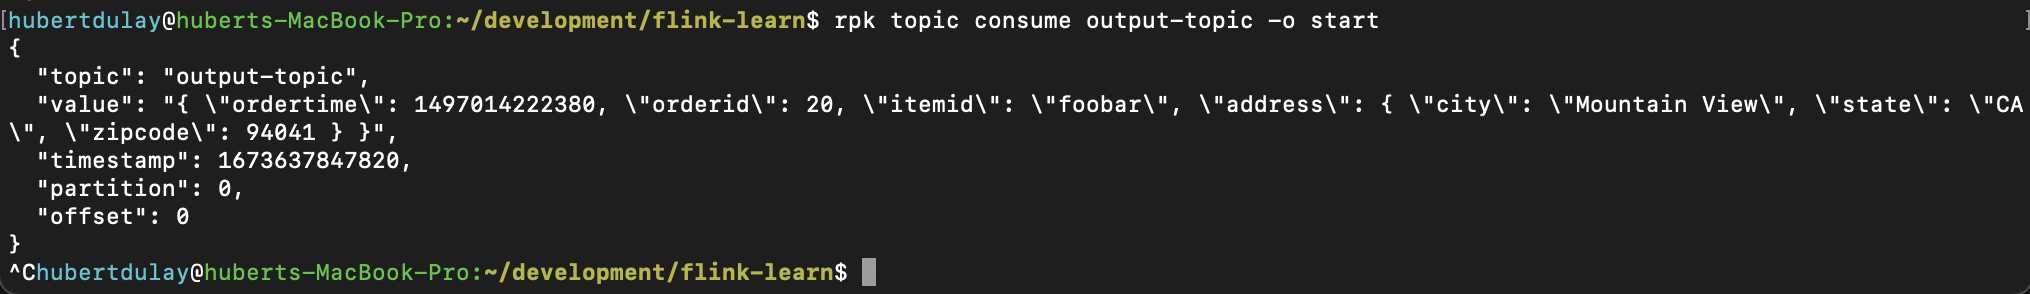 [hubertdulay@huberts-MacBook-Pro:~/development/flink-learn$ rpk topic consume output-topic -o start ]
{
  "topic": "output-topic",
  "value": "{ \"ordertime\": 1497014222380, \"orderid\": 20, \"itemid\": \"foobar\", \"address\": { \"city\": \"Mountain View\", \"state\": \"CA
\", \"zipcode\": 94041 } }",
  "timestamp": 1673637847820,
  "partition": 0,
  "offset": 0
}
^Chubertdulay@huberts-MacBook-Pro:~/development/flink-learn$